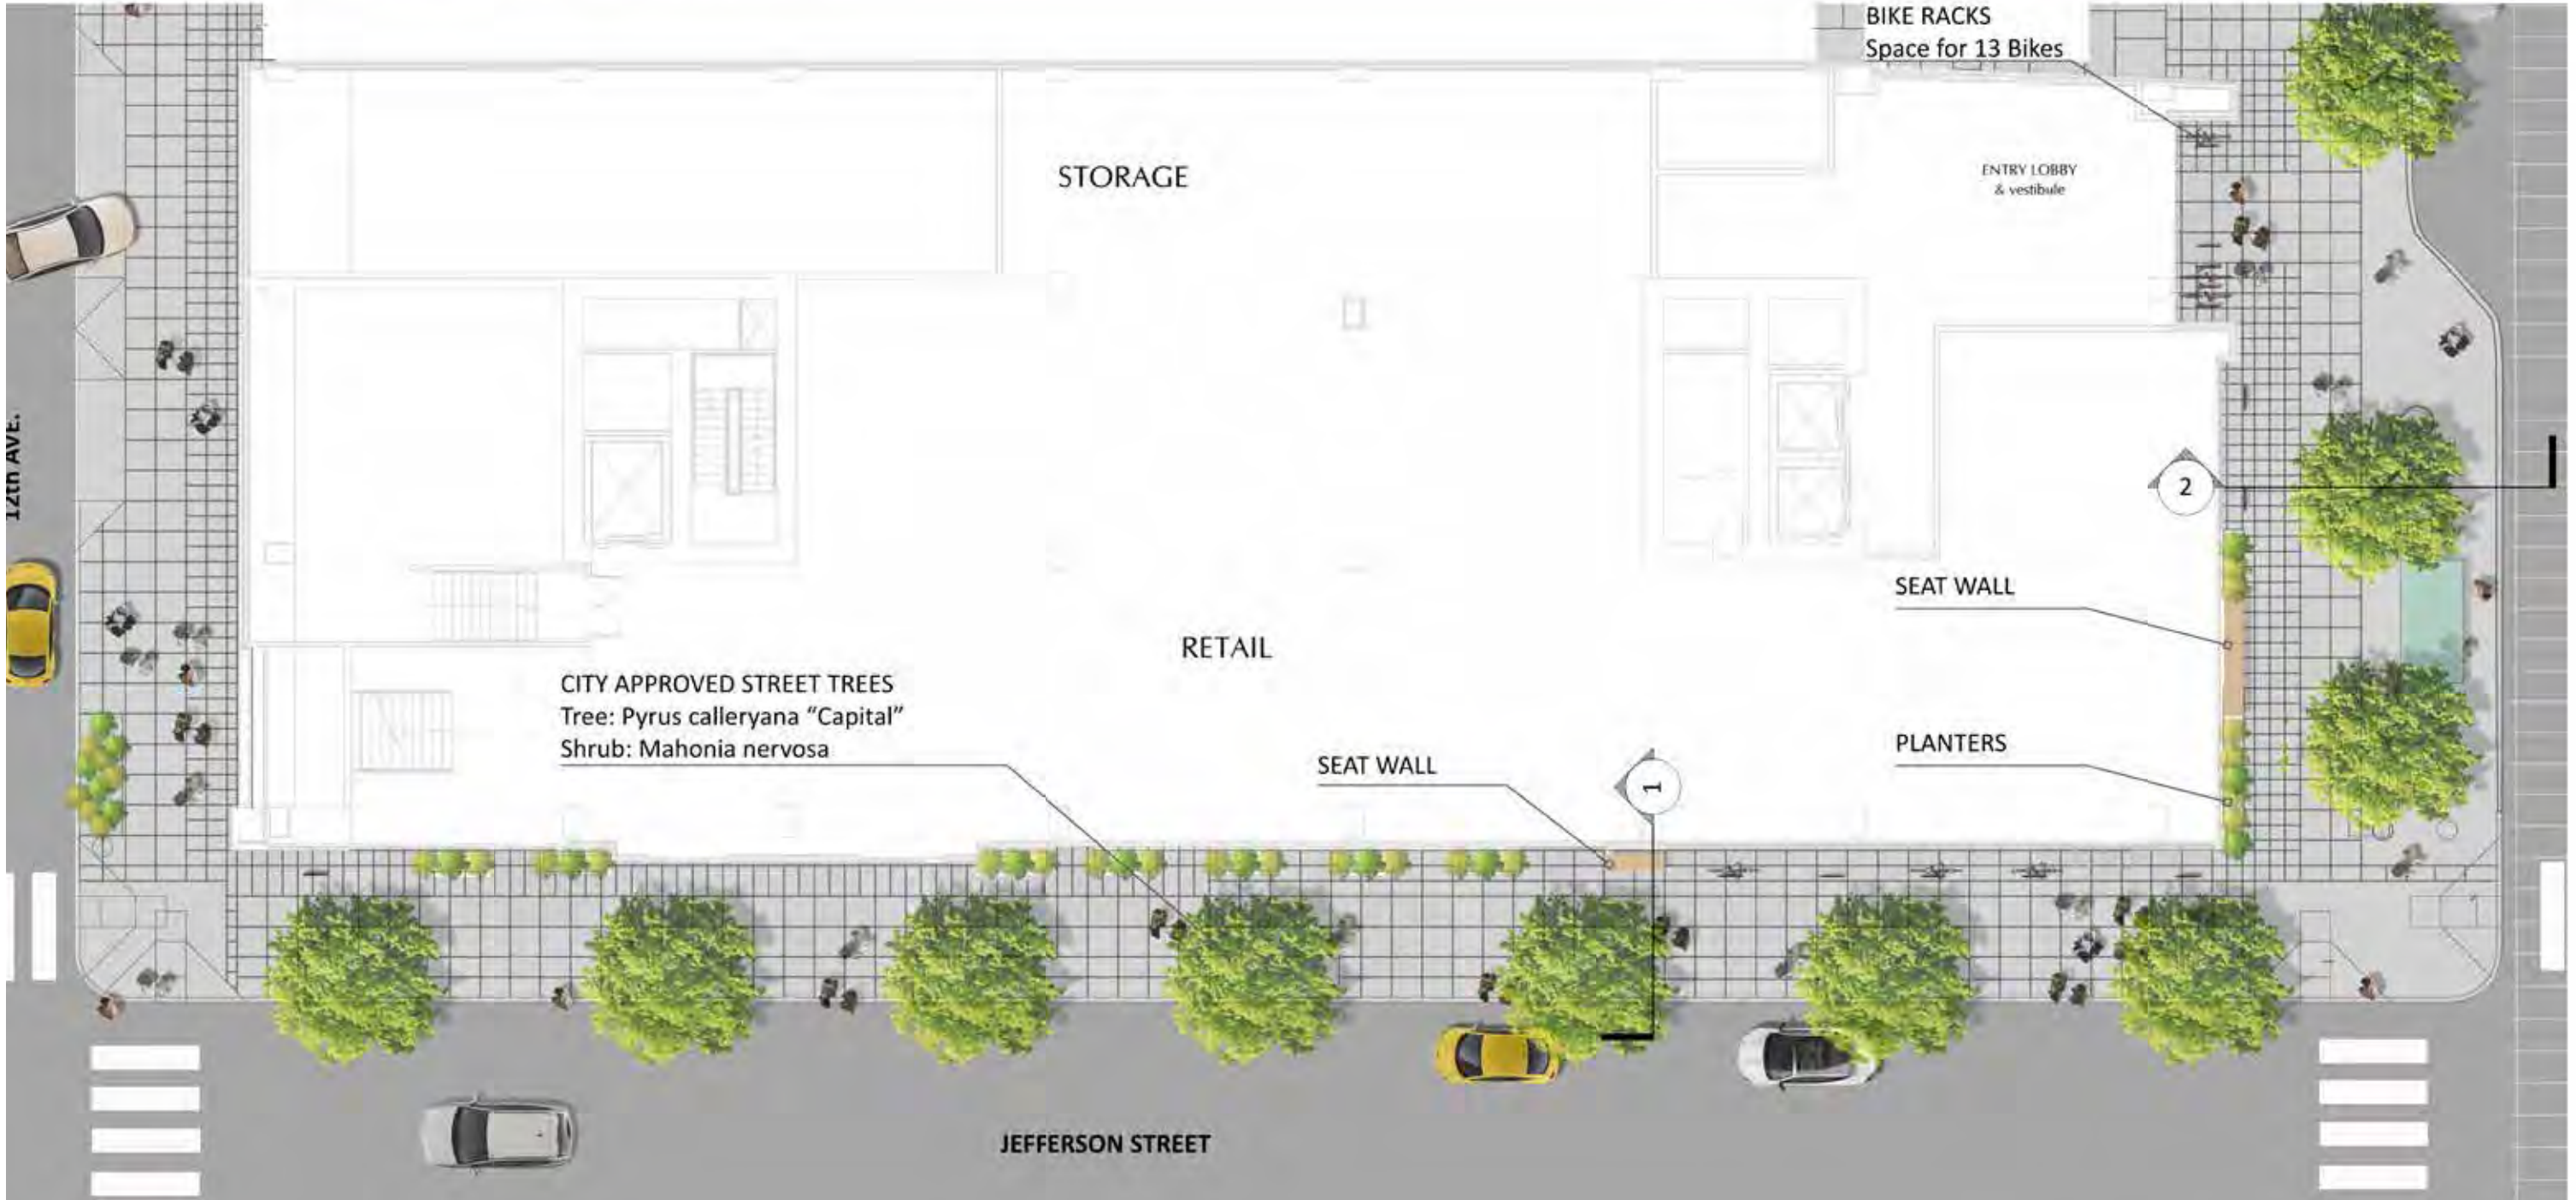 BIKE RACKS
Space for 13 Bikes
STORAGE
ENTRY LOBBY
& vestibule
12th AVE.
2
SEAT WALL
RETAIL
CITY APPROVED STREET TREES
Tree: Pyrus calleryana “Capital”
Shrub: Mahonia nervosa
SEAT WALL
1
PLANTERS
JEFFERSON STREET